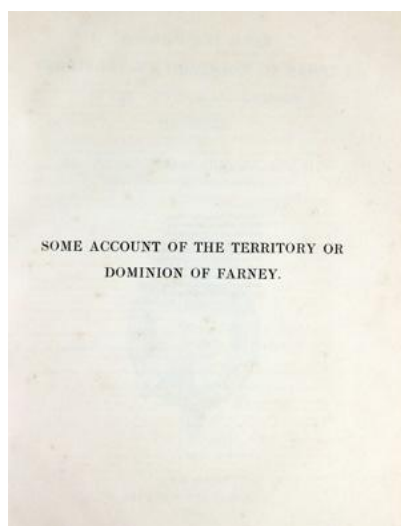 SOME ACCOUNT OF THE TERRITORY OR
DOMINION OF FARNEY.